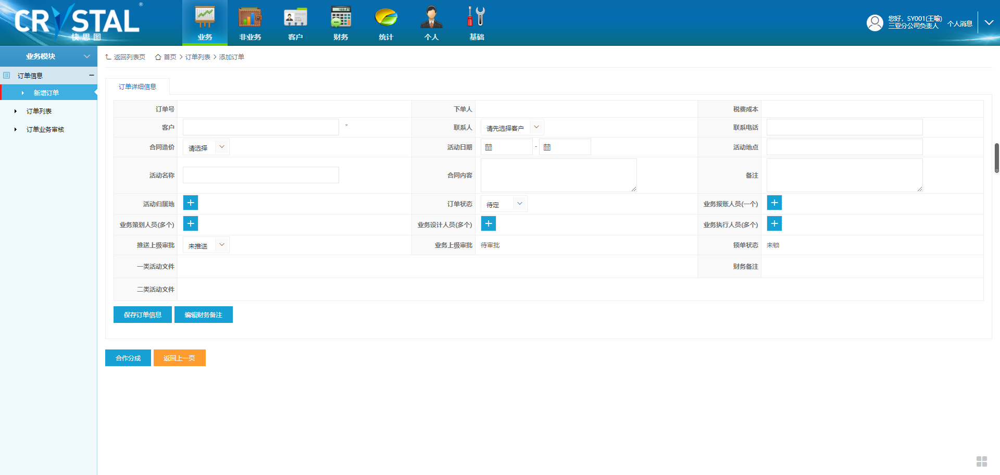 CRYSTAL®
快思图
业务
非业务
客户
财务
统计
个人
基础
您好，SY001(王喻)
三亚分公司负责人
个人消息
业务模块
订单信息
新增订单
订单列表
订单业务审核
返回列表页 首页 > 订单列表 > 添加订单
订单详细信息
订单号 下单人 税费成本
客户 * 联系人 请先选择客户 联系电话
合同造价 请选择 活动日期 - 活动地点
活动名称 合同内容 备注
活动归属地 订单状态 待定 业务报账人员(一个)
业务策划人员(多个) 业务设计人员(多个) 业务执行人员(多个)
推送上级审批 未推送 业务上级审批 待审批 锁单状态 未锁
一类活动文件 财务备注
二类活动文件
保存订单信息 编辑财务备注
合作分成 返回上一页